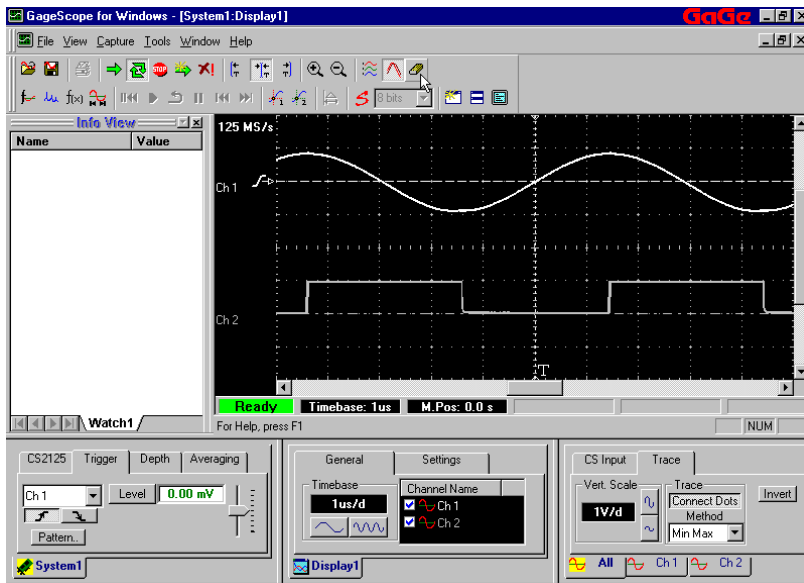 GageScope for Windows - [System1:Display1]
GaGe
File View Capture Tools Window Help
STOP
f(x)
S 8 bits
Info View
Name Value
125 MS/s
Ch 1
Ch 2
T
Ready Timebase: 1us M.Pos: 0.0 s
Watch1
For Help, press F1
NUM
CS2125 Trigger Depth Averaging
Ch 1 Level 0.00 mV
Pattern..
System1
General Settings
Timebase
1us/d
Channel Name
Ch 1
Ch 2
Display1
CS Input Trace
Vert. Scale
1V/d
Trace
Connect Dots
Method
Min Max
Invert
All Ch 1 Ch 2